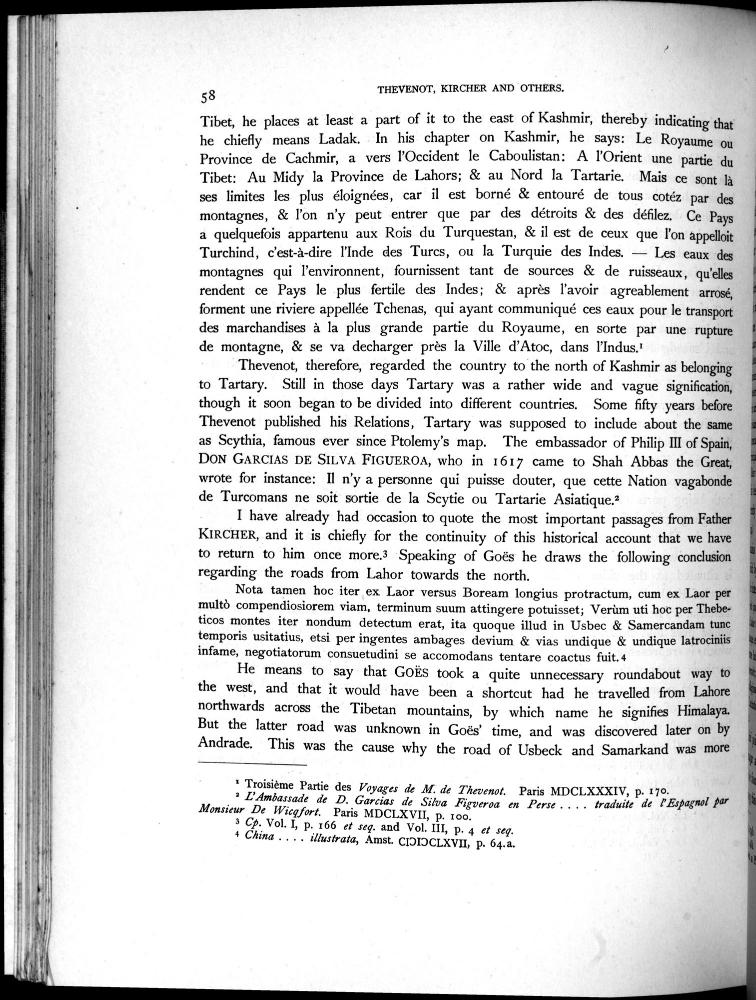 58
THEVENOT, KIRCHER AND OTHERS.
Tibet, he places at least a part of it to the east of Kashmir, thereby indicating that
he chiefly means Ladak. In his chapter on Kashmir, he says: Le Royaume ou
Province de Cachmir, a vers l'Occident le Caboulistan: A l'Orient une partie du
Tibet: Au Midy la Province de Lahors; & au Nord la Tartarie. Mais ce sont là
ses limites les plus éloignées, car il est borné & entouré de tous cotéz par des
montagnes, & l'on n'y peut entrer que par des détroits & des défilez. Ce Pays
a quelquefois appartenu aux Rois du Turquestan, & il est de ceux que l'on appelloit
Turchind, c'est-à-dire l'Inde des Turcs, ou la Turquie des Indes. — Les eaux des
montagnes qui l'environnent, fournissent tant de sources & de ruisseaux, qu'elles
rendent ce Pays le plus fertile des Indes; & après l'avoir agreablement arrosé,
forment une riviere appellée Tchenas, qui ayant communiqué ces eaux pour le transport
des marchandises à la plus grande partie du Royaume, en sorte par une rupture
de montagne, & se va decharger près la Ville d'Atoc, dans l'Indus.¹
Thevenot, therefore, regarded the country to the north of Kashmir as belonging
to Tartary. Still in those days Tartary was a rather wide and vague signification,
though it soon began to be divided into different countries. Some fifty years before
Thevenot published his Relations, Tartary was supposed to include about the same
as Scythia, famous ever since Ptolemy's map. The embassador of Philip III of Spain,
DON GARCIAS DE SILVA FIGUEROA, who in 1617 came to Shah Abbas the Great,
wrote for instance: Il n'y a personne qui puisse douter, que cette Nation vagabonde
de Turcomans ne soit sortie de la Scytie ou Tartarie Asiatique.²
I have already had occasion to quote the most important passages from Father
KIRCHER, and it is chiefly for the continuity of this historical account that we have
to return to him once more.³ Speaking of Goës he draws the following conclusion
regarding the roads from Lahor towards the north.
Nota tamen hoc iter ex Laor versus Boream longius protractum, cum ex Laor per
multò compendiosiorem viam, terminum suum attingere potuisset; Verùm uti hoc per Thebe-
ticos montes iter nondum detectum erat, ita quoque illud in Usbec & Samercandam tunc
temporis usitatius, etsi per ingentes ambages devium & vias undique & undique latrociniis
infame, negotiatorum consuetudini se accomodans tentare coactus fuit.⁴
He means to say that GOËS took a quite unnecessary roundabout way to
the west, and that it would have been a shortcut had he travelled from Lahore
northwards across the Tibetan mountains, by which name he signifies Himalaya.
But the latter road was unknown in Goës' time, and was discovered later on by
Andrade. This was the cause why the road of Usbeck and Samarkand was more
¹ Troisième Partie des Voyages de M. de Thevenot. Paris MDCLXXXIV, p. 170.
² L'Ambassade de D. Garcias de Silva Figveroa en Perse .... traduite de l'Espagnol par
Monsieur De Wicqfort. Paris MDCLXVII, p. 100.
³ Cp. Vol. I, p. 166 et seq. and Vol. III, p. 4 et seq.
⁴ China .... illustrata, Amst. CIƆIƆCLXVII, p. 64.a.